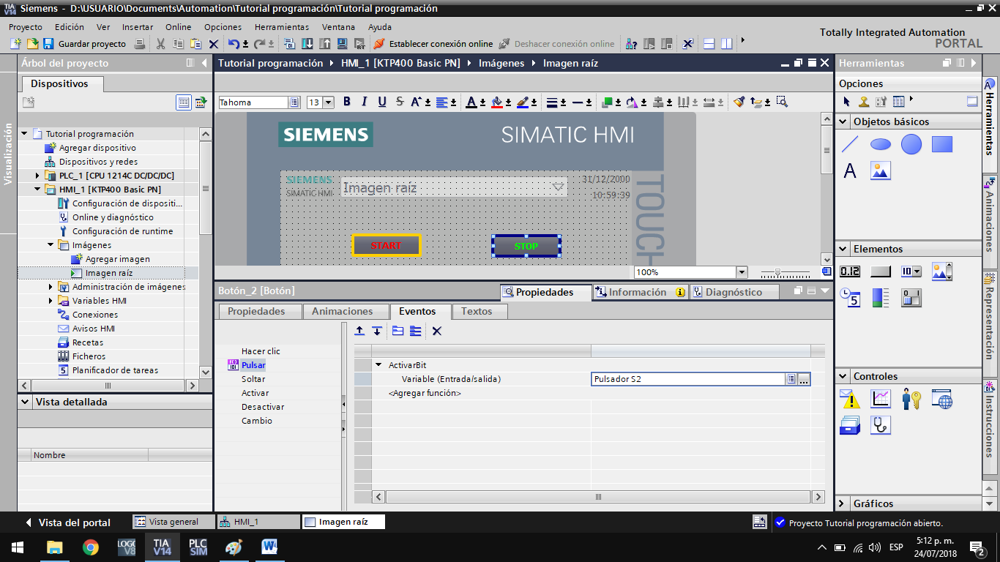 Siemens - D:\USUARIO\Documents\Automation\Tutorial programación\Tutorial programación
TIA V14
Proyecto Edición Ver Insertar Online Opciones Herramientas Ventana Ayuda
Guardar proyecto
Establecer conexión online
Deshacer conexión online
Totally Integrated Automation
PORTAL
Visualización
Árbol del proyecto
Dispositivos
Tutorial programación
Agregar dispositivo
Dispositivos y redes
PLC_1 [CPU 1214C DC/DC/DC]
HMI_1 [KTP400 Basic PN]
Configuración de dispositi...
Online y diagnóstico
Configuración de runtime
Imágenes
Agregar imagen
Imagen raíz
Administración de imágenes
Variables HMI
Conexiones
Avisos HMI
Recetas
Ficheros
Planificador de tareas
Vista detallada
Nombre
Tutorial programación HMI_1 [KTP400 Basic PN] Imágenes Imagen raíz
Tahoma 13 B I U S A A
SIEMENS SIMATIC HMI
SIEMENS
SIMATIC HMI
Imagen raíz
31/12/2000
10:59:39
TOUCH
START STOP
100%
Botón_2 [Botón]
Propiedades Información Diagnóstico
Propiedades Animaciones Eventos Textos
Hacer clic
Pulsar
Soltar
Activar
Desactivar
Cambio
ActivarBit
Variable (Entrada/salida) Pulsador S2
<Agregar función>
Herramientas
Opciones
Objetos básicos
A
Elementos
0.12 10
5 0 1
Controles
Gráficos
Herramientas
Animaciones
Representación
Instrucciones
Vista del portal Vista general HMI_1 Imagen raíz
Proyecto Tutorial programación abierto.
LOGO V8 TIA V14 PLC SIM
ESP
5:12 p. m.
24/07/2018
2